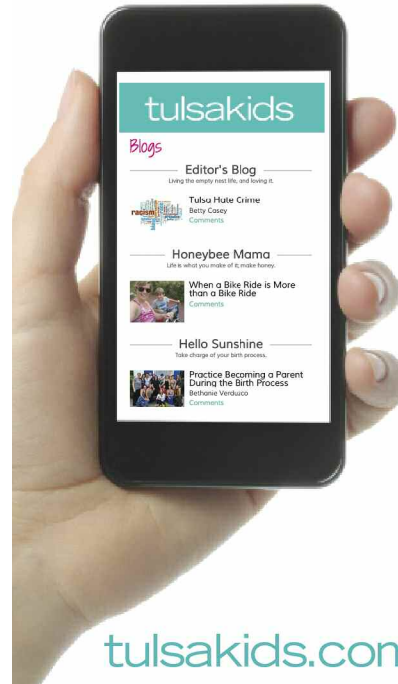 tulsakids
Blogs
Editor's Blog
Living the empty nest life, and loving it.
racism
Tulsa Hate Crime
Betty Casey
Comments
Honeybee Mama
Life is what you make of it; make honey.
When a Bike Ride is More
than a Bike Ride
Comments
Hello Sunshine
Take charge of your birth process.
Practice Becoming a Parent
During the Birth Process
Bethanie Verduzco
Comments
tulsakids.com